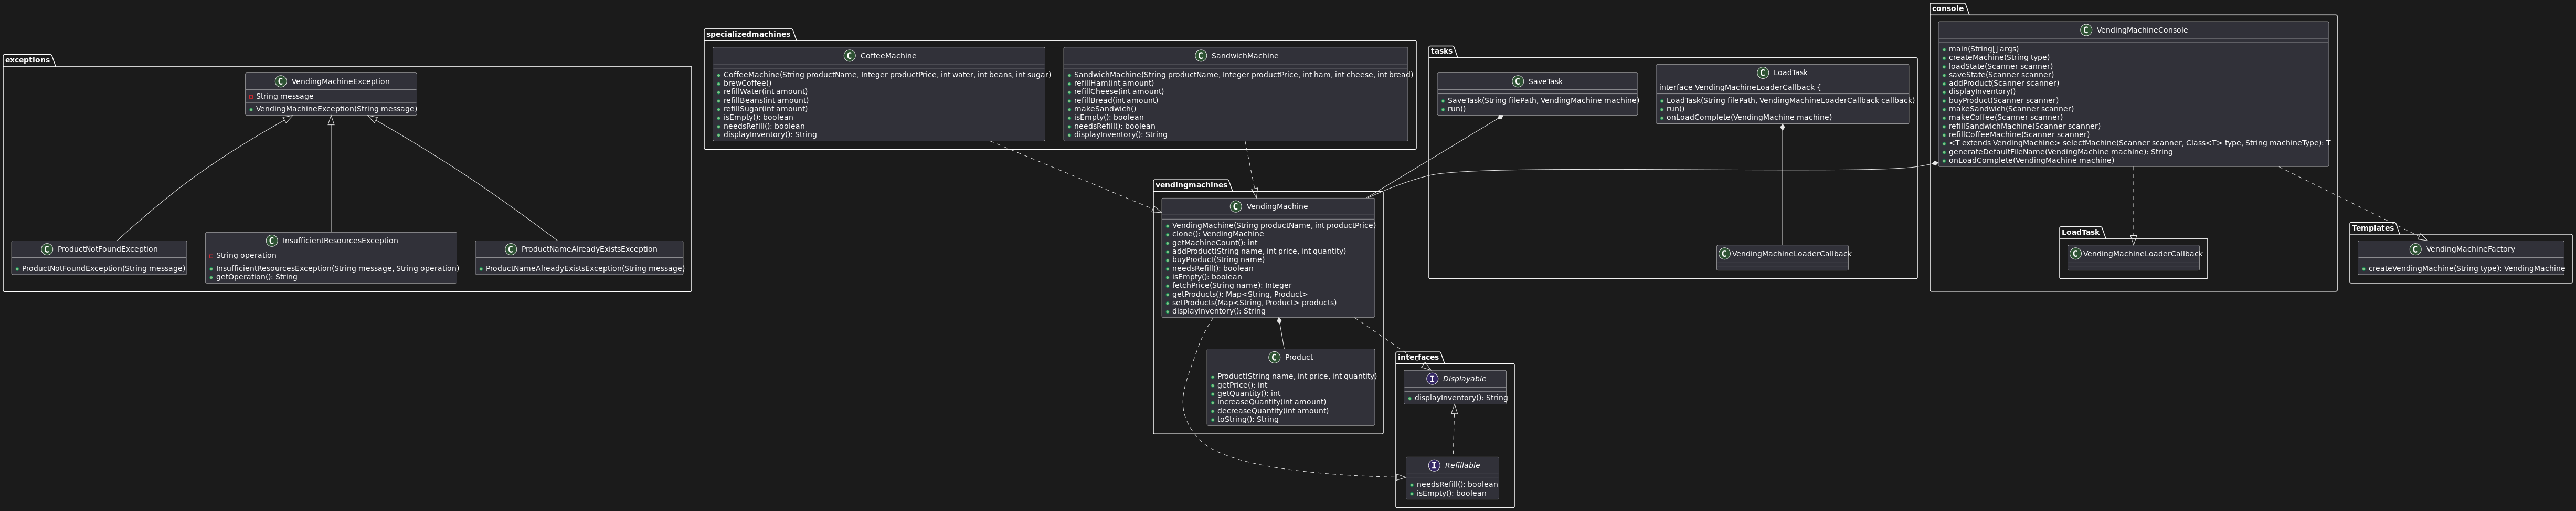 exceptions
C VendingMachineException
String message
VendingMachineException(String message)
C ProductNotFoundException
ProductNotFoundException(String message)
C InsufficientResourcesException
String operation
InsufficientResourcesException(String message, String operation)
getOperation(): String
C ProductNameAlreadyExistsException
ProductNameAlreadyExistsException(String message)
specializedmachines
C CoffeeMachine
CoffeeMachine(String productName, Integer productPrice, int water, int beans, int sugar)
brewCoffee()
refillWater(int amount)
refillBeans(int amount)
refillSugar(int amount)
isEmpty(): boolean
needsRefill(): boolean
displayInventory(): String
C SandwichMachine
SandwichMachine(String productName, Integer productPrice, int ham, int cheese, int bread)
refillHam(int amount)
refillCheese(int amount)
refillBread(int amount)
makeSandwich()
isEmpty(): boolean
needsRefill(): boolean
displayInventory(): String
tasks
C SaveTask
SaveTask(String filePath, VendingMachine machine)
run()
C LoadTask
interface VendingMachineLoaderCallback {
LoadTask(String filePath, VendingMachineLoaderCallback callback)
run()
onLoadComplete(VendingMachine machine)
C VendingMachineLoaderCallback
console
C VendingMachineConsole
main(String[] args)
createMachine(String type)
loadState(Scanner scanner)
saveState(Scanner scanner)
addProduct(Scanner scanner)
displayInventory()
buyProduct(Scanner scanner)
makeSandwich(Scanner scanner)
makeCoffee(Scanner scanner)
refillSandwichMachine(Scanner scanner)
refillCoffeeMachine(Scanner scanner)
<T extends VendingMachine> selectMachine(Scanner scanner, Class<T> type, String machineType): T
generateDefaultFileName(VendingMachine machine): String
onLoadComplete(VendingMachine machine)
LoadTask
C VendingMachineLoaderCallback
Templates
C VendingMachineFactory
createVendingMachine(String type): VendingMachine
vendingmachines
C VendingMachine
VendingMachine(String productName, int productPrice)
clone(): VendingMachine
getMachineCount(): int
addProduct(String name, int price, int quantity)
buyProduct(String name)
needsRefill(): boolean
isEmpty(): boolean
fetchPrice(String name): Integer
getProducts(): Map<String, Product>
setProducts(Map<String, Product> products)
displayInventory(): String
C Product
Product(String name, int price, int quantity)
getPrice(): int
getQuantity(): int
increaseQuantity(int amount)
decreaseQuantity(int amount)
toString(): String
interfaces
I Displayable
displayInventory(): String
I Refillable
needsRefill(): boolean
isEmpty(): boolean